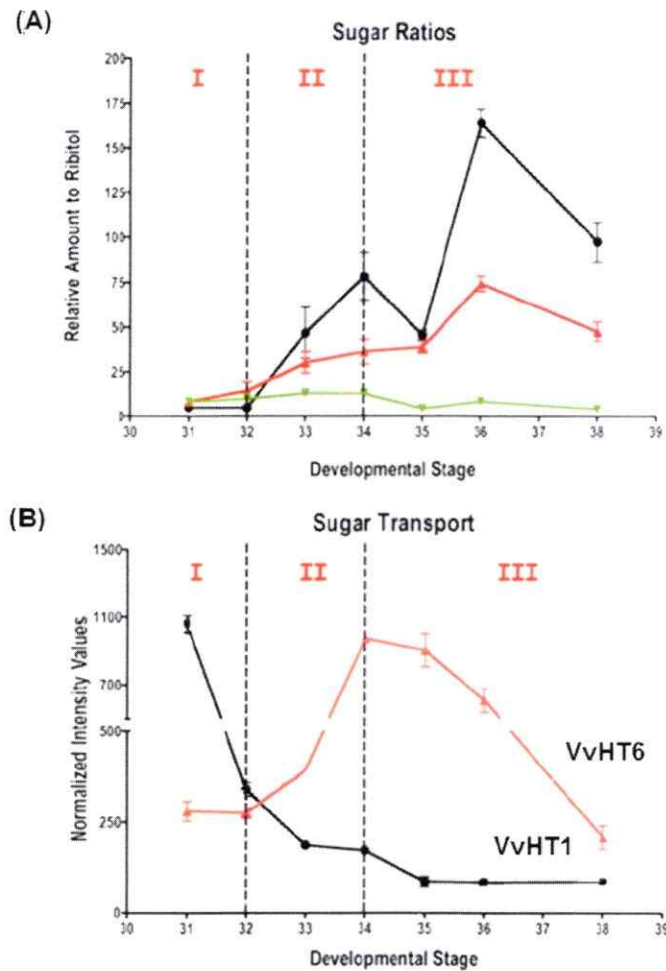 (A)
Sugar Ratios
I II III
Relative Amount to Ribitol
200
175
150
125
100
75
50
25
0
30 31 32 33 34 35 36 37 38 39
Developmental Stage
(B)
Sugar Transport
I II III
Normalized Intensity Values
1500
1100
700
500
250
0
VvHT6
VvHT1
30 31 32 33 34 35 36 37 38 39
Developmental Stage